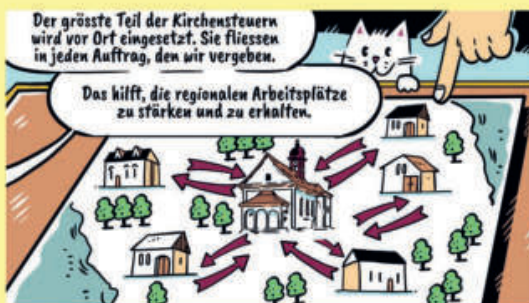 Der grösste Teil der Kirchensteuern
wird vor Ort eingesetzt. Sie fliessen
in jeden Auftrag, den wir vergeben.
Das hilft, die regionalen Arbeitsplätze
zu stärken und zu erhalten.